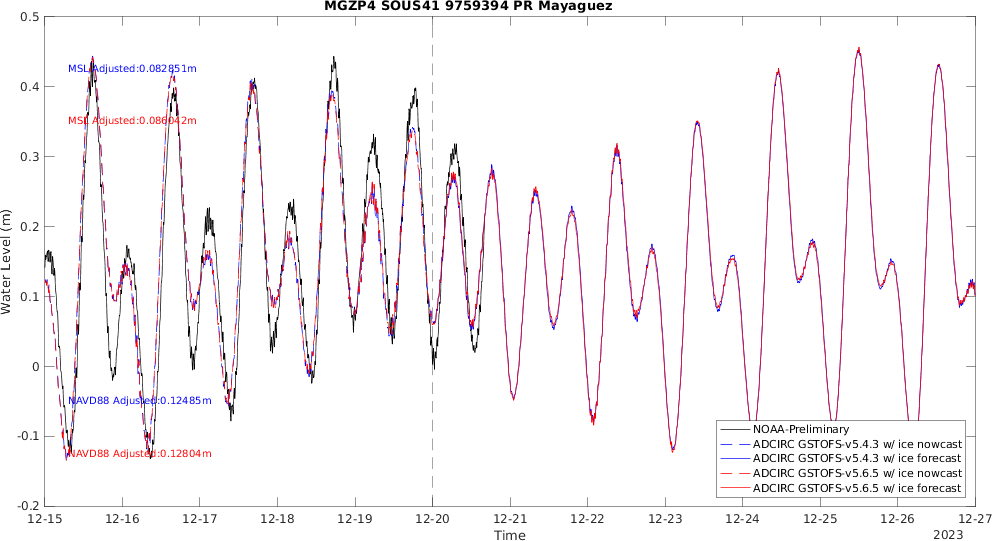 MGZP4 SOUS41 9759394 PR Mayaguez
0.5
0.4
0.3
0.2
0.1
0
-0.1
-0.2
Water Level (m)
MSL Adjusted:0.082851m
MSL Adjusted:0.086042m
NAVD88 Adjusted:0.12485m
NAVD88 Adjusted:0.12804m
NOAA-Preliminary
ADCIRC GSTOFS-v5.4.3 w/ ice nowcast
ADCIRC GSTOFS-v5.4.3 w/ ice forecast
ADCIRC GSTOFS-v5.6.5 w/ ice nowcast
ADCIRC GSTOFS-v5.6.5 w/ ice forecast
12-15 12-16 12-17 12-18 12-19 12-20 12-21 12-22 12-23 12-24 12-25 12-26 12-27
Time
2023